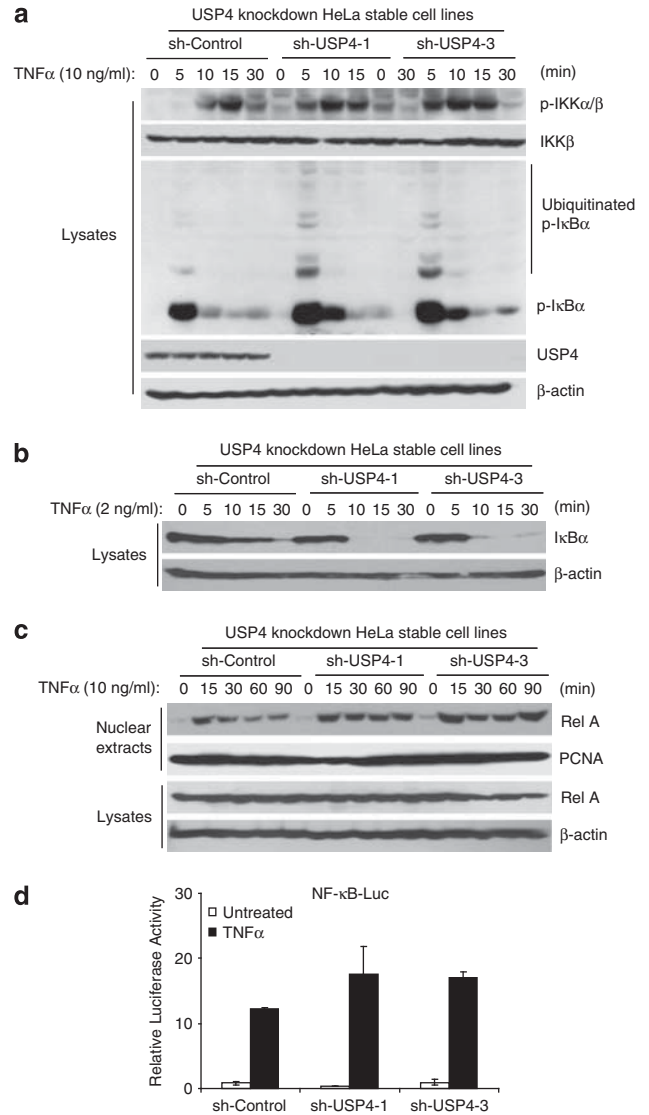 a
USP4 knockdown HeLa stable cell lines
sh-Control sh-USP4-1 sh-USP4-3
TNFα (10 ng/ml): 0 5 10 15 30 0 5 10 15 0 30 5 10 15 30 (min)
p-IKKα/β
IKKβ
Ubiquitinated
p-IκBα
Lysates
p-IκBα
USP4
β-actin
b
USP4 knockdown HeLa stable cell lines
sh-Control sh-USP4-1 sh-USP4-3
TNFα (2 ng/ml): 0 5 10 15 30 0 5 10 15 30 0 5 10 15 30 (min)
IκBα
Lysates
β-actin
c
USP4 knockdown HeLa stable cell lines
sh-Control sh-USP4-1 sh-USP4-3
TNFα (10 ng/ml): 0 15 30 60 90 0 15 30 60 90 0 15 30 60 90 (min)
Nuclear
extracts
Rel A
PCNA
Lysates
Rel A
β-actin
d
NF-κB-Luc
Relative Luciferase Activity
30
20
10
0
Untreated
TNFα
sh-Control sh-USP4-1 sh-USP4-3